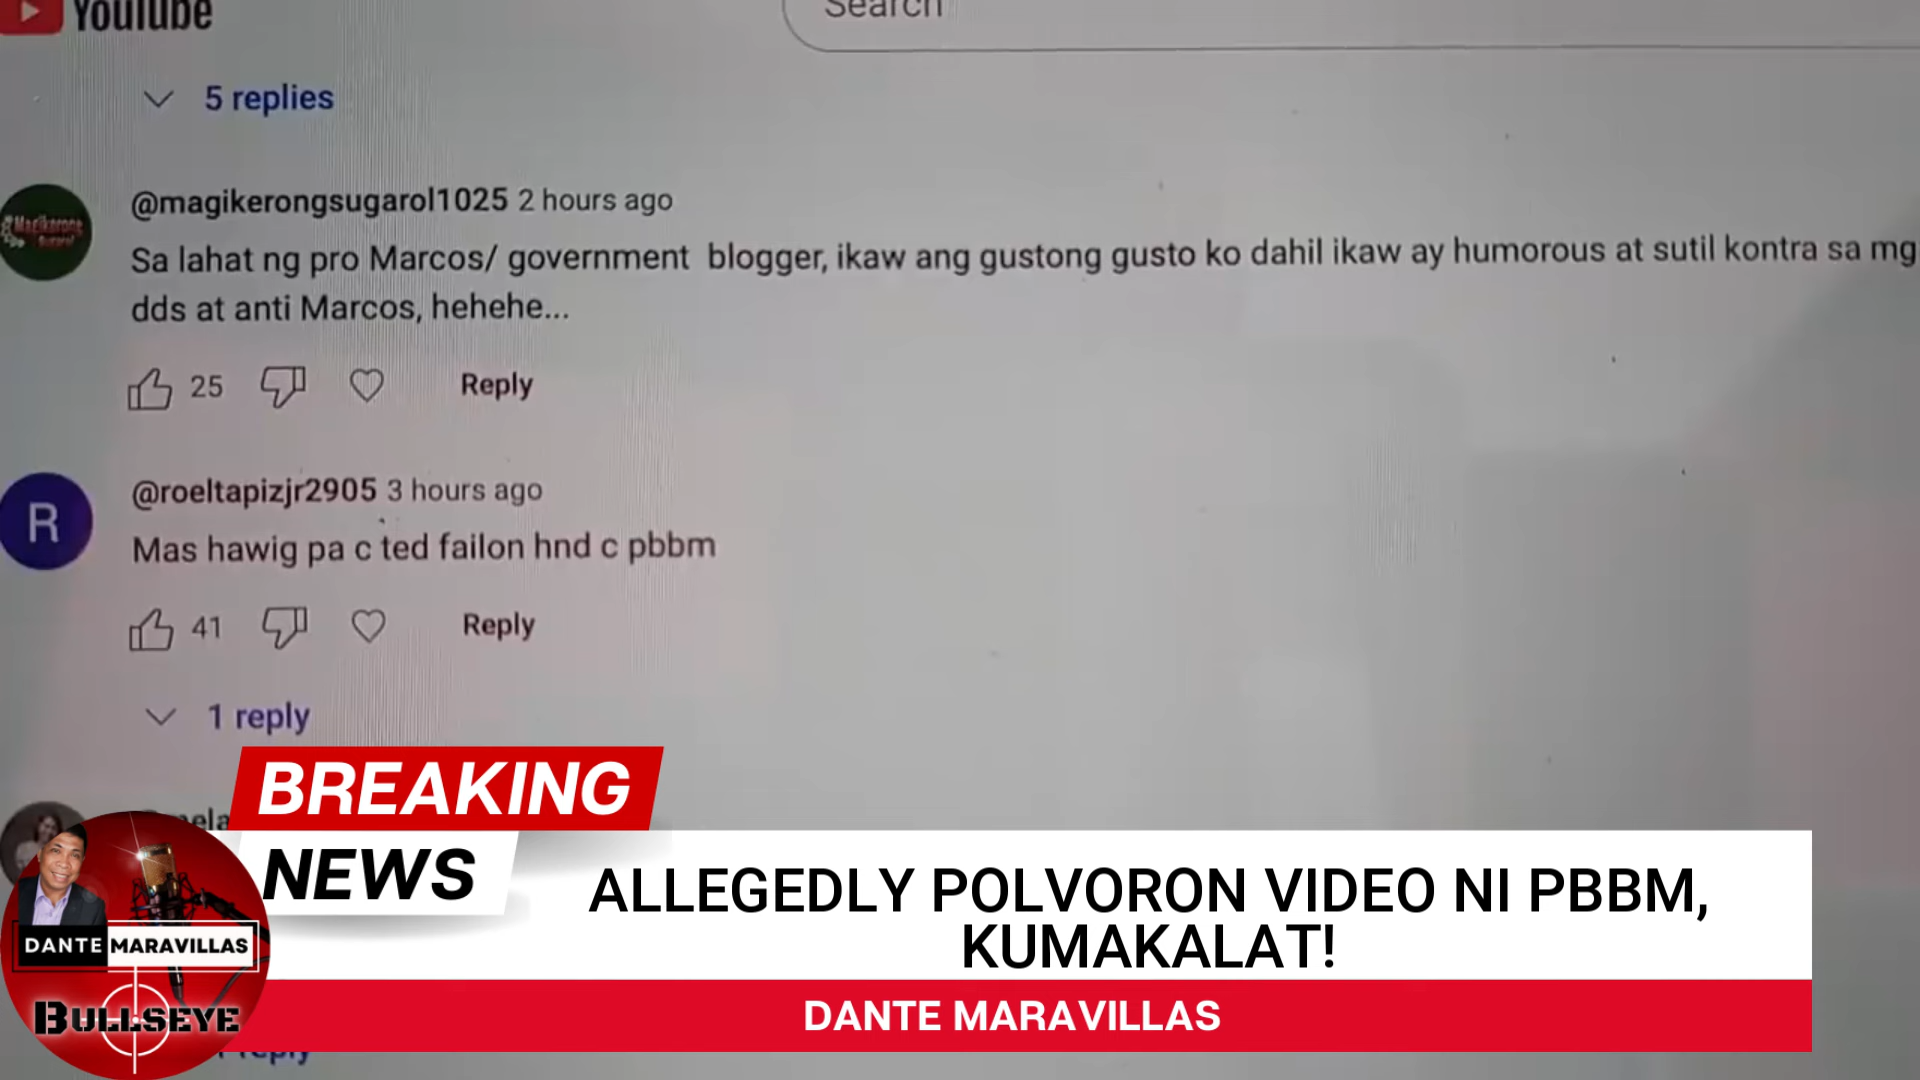 YouTube
Search
5 replies
@magikerongsugarol1025 2 hours ago
Sa lahat ng pro Marcos/ government blogger, ikaw ang gustong gusto ko dahil ikaw ay humorous at sutil kontra sa mg
dds at anti Marcos, hehehe...
25 Reply
@roeltapizjr2905 3 hours ago
Mas hawig pa c ted failon hnd c pbbm
R
41 Reply
1 reply
BREAKING
NEWS
ALLEGEDLY POLVORON VIDEO NI PBBM,
KUMAKALAT!
DANTE MARAVILLAS
DANTE MARAVILLAS
BULLSEYE
reply